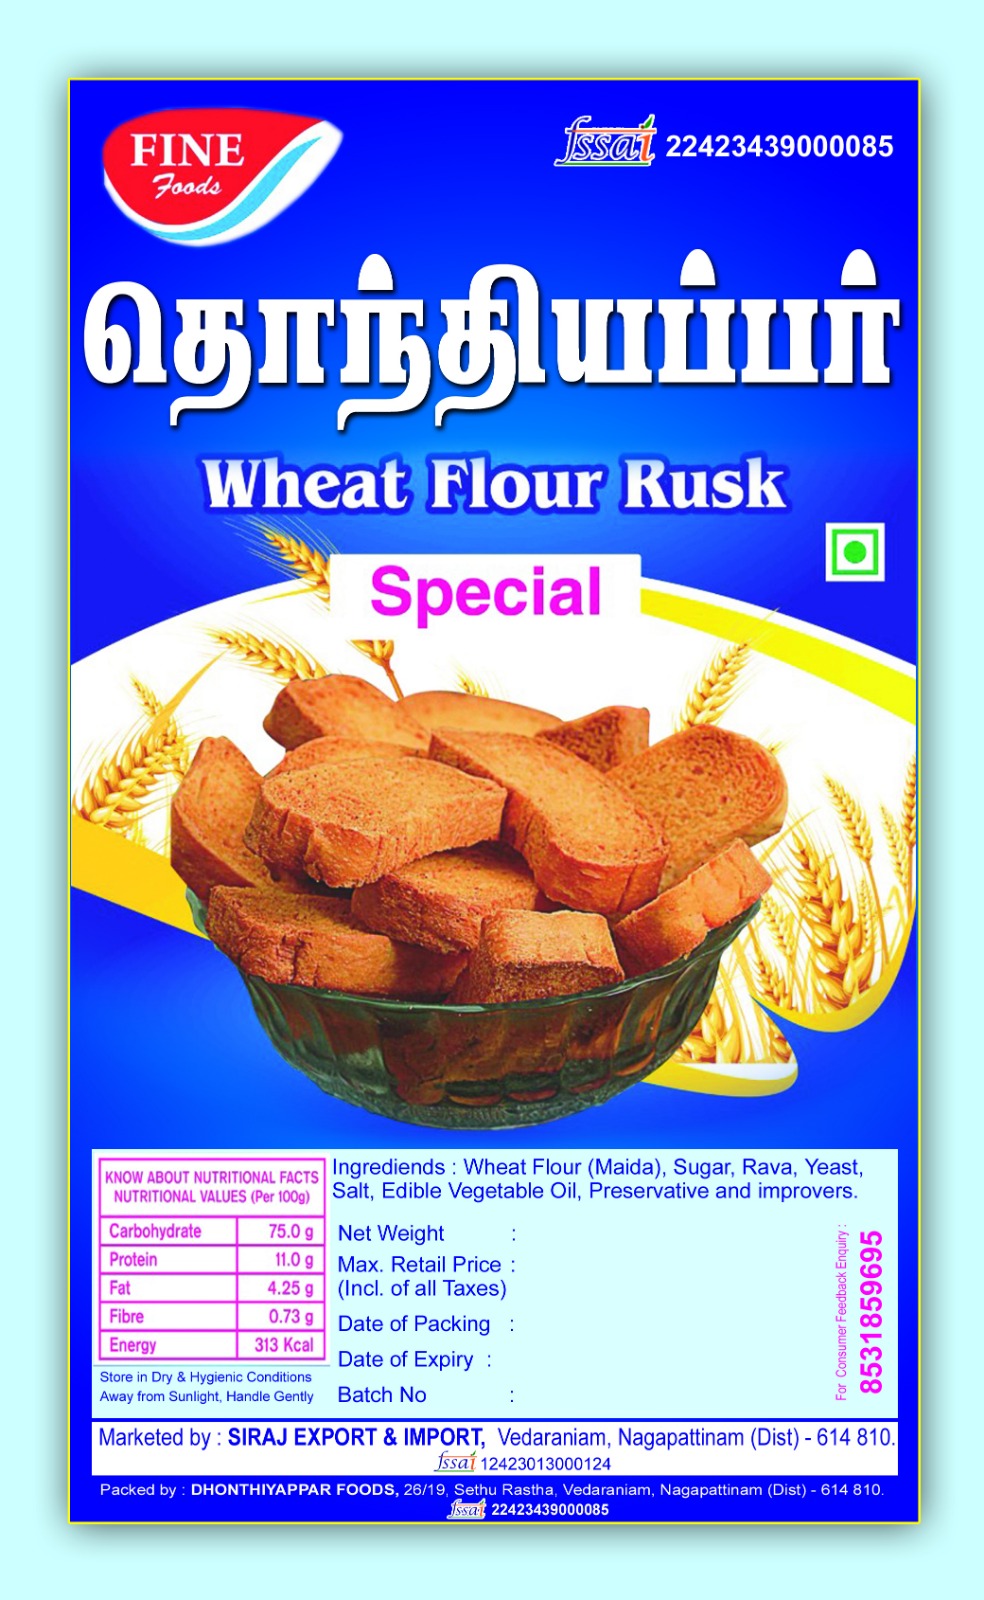 FINE
Foods
fssai 22423439000085
தொந்தியப்பர்
Wheat Flour Rusk
Special
KNOW ABOUT NUTRITIONAL FACTS
NUTRITIONAL VALUES (Per 100g)
Carbohydrate 75.0 g
Protein 11.0 g
Fat 4.25 g
Fibre 0.73 g
Energy 313 Kcal
Store in Dry & Hygienic Conditions
Away from Sunlight, Handle Gently
Ingrediends : Wheat Flour (Maida), Sugar, Rava, Yeast,
Salt, Edible Vegetable Oil, Preservative and improvers.
Net Weight :
Max. Retail Price :
(Incl. of all Taxes)
Date of Packing :
Date of Expiry :
Batch No :
For Consumer Feedback Enquiry :
8531859695
Marketed by : SIRAJ EXPORT & IMPORT, Vedaraniam, Nagapattinam (Dist) - 614 810.
fssai 12423013000124
Packed by : DHONTHIYAPPAR FOODS, 26/19, Sethu Rastha, Vedaraniam, Nagapattinam (Dist) - 614 810.
fssai 22423439000085